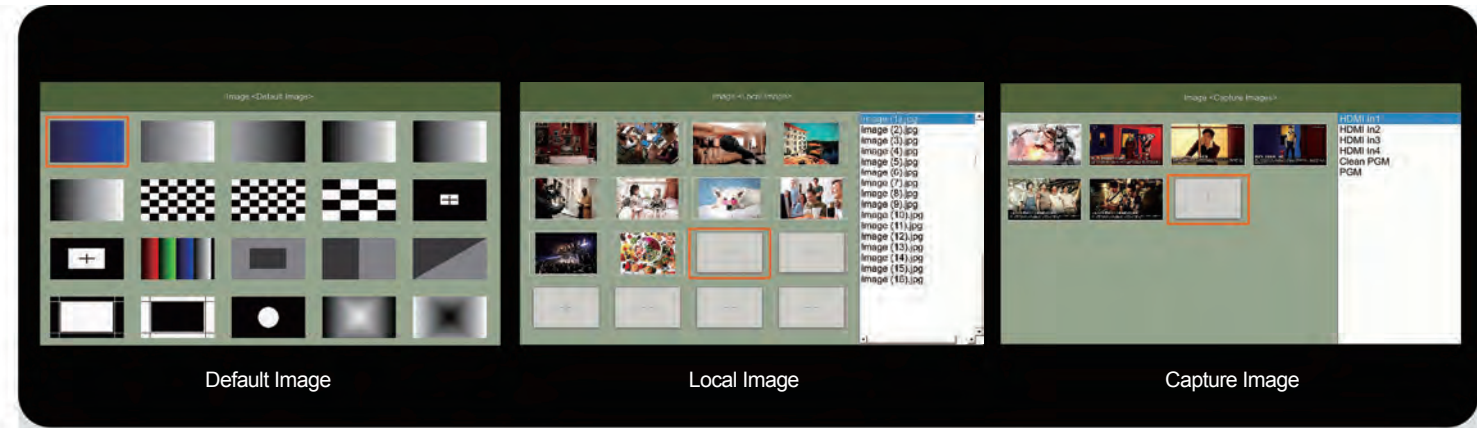 Image <Default Image>
Image <Local Image>
Image <Capture Images>
Image (1).jpg
Image (2).jpg
Image (3).jpg
Image (4).jpg
Image (5).jpg
Image (6).jpg
Image (7).jpg
Image (8).jpg
Image (9).jpg
Image (10).jpg
Image (11).jpg
Image (12).jpg
Image (13).jpg
Image (14).jpg
Image (15).jpg
Image (16).jpg
HDMI In1
HDMI In2
HDMI In3
HDMI In4
Clean PGM
PGM
Default Image
Local Image
Capture Image